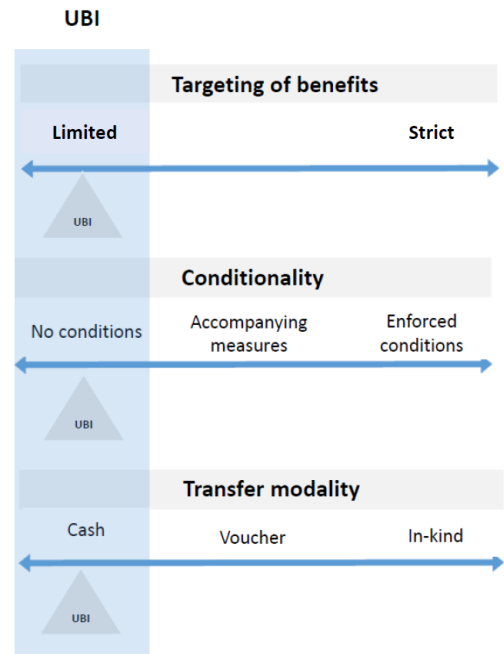 UBI
Targeting of benefits
Limited
Strict
UBI
Conditionality
No conditions
Accompanying
measures
Enforced
conditions
UBI
Transfer modality
Cash
Voucher
In-kind
UBI